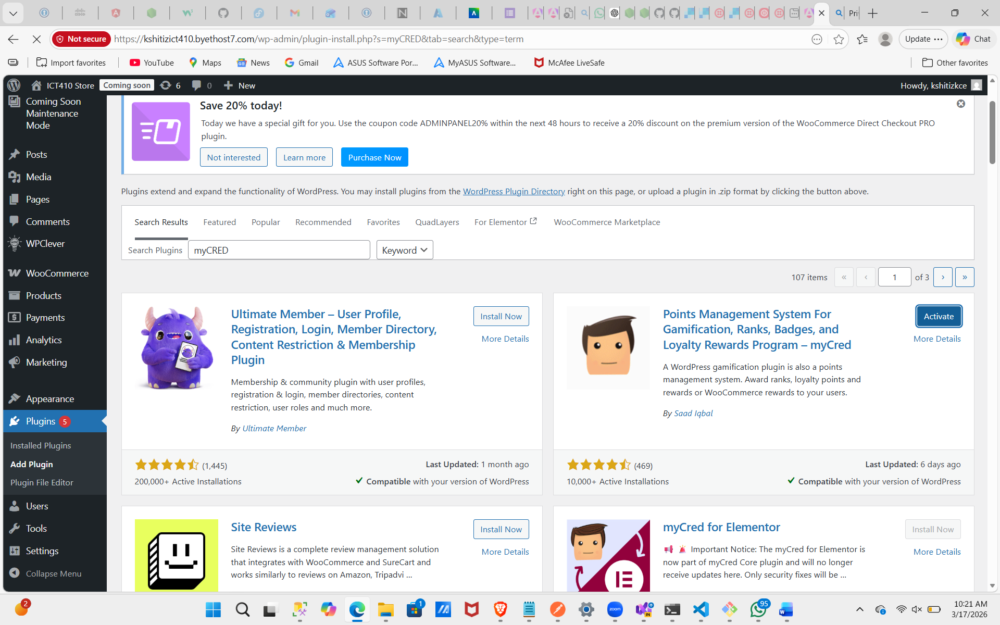 Pri
Not secure
https://kshitizict410.byethost7.com/wp-admin/plugin-install.php?s=myCRED&tab=search&type=term
Update
Chat
Import favorites
YouTube
Maps
News
Gmail
ASUS Software Por...
MyASUS Software...
McAfee LiveSafe
Other favorites
ICT410 Store
Coming soon
6
0
New
Howdy, kshitizkce
Coming Soon
Maintenance
Mode
Posts
Media
Pages
Comments
WPClever
WooCommerce
Products
Payments
Analytics
Marketing
Appearance
Plugins 5
Installed Plugins
Add Plugin
Plugin File Editor
Users
Tools
Settings
Collapse Menu
Save 20% today!
Today we have a special gift for you. Use the coupon code ADMINPANEL20% within the next 48 hours to receive a 20% discount on the premium version of the WooCommerce Direct Checkout PRO
plugin.
Not interested
Learn more
Purchase Now
Plugins extend and expand the functionality of WordPress. You may install plugins from the WordPress Plugin Directory right on this page, or upload a plugin in .zip format by clicking the button above.
Search Results
Featured
Popular
Recommended
Favorites
QuadLayers
For Elementor
WooCommerce Marketplace
Search Plugins
myCRED
Keyword
107 items
«
‹
1
of 3
›
»
Ultimate Member – User Profile,
Registration, Login, Member Directory,
Content Restriction & Membership
Plugin
Install Now
More Details
Membership & community plugin with user profiles,
registration & login, member directories, content
restriction, user roles and much more.
By Ultimate Member
(1,445)
200,000+ Active Installations
Last Updated: 1 month ago
Compatible with your version of WordPress
Points Management System For
Gamification, Ranks, Badges, and
Loyalty Rewards Program – myCred
Activate
More Details
A WordPress gamification plugin is also a points
management system. Award ranks, loyalty points and
rewards or WooCommerce rewards to your users.
By Saad Iqbal
(469)
10,000+ Active Installations
Last Updated: 6 days ago
Compatible with your version of WordPress
Site Reviews
Install Now
More Details
Site Reviews is a complete review management solution
that integrates with WooCommerce and SureCart and
works similarly to reviews on Amazon, Tripadvi ...
myCred for Elementor
Install Now
More Details
Important Notice: The myCred for Elementor is
now part of myCred Core plugin and will no longer
receive updates here. Only security fixes will be ...
2
1
zoom
95
10:21 AM
3/17/2026